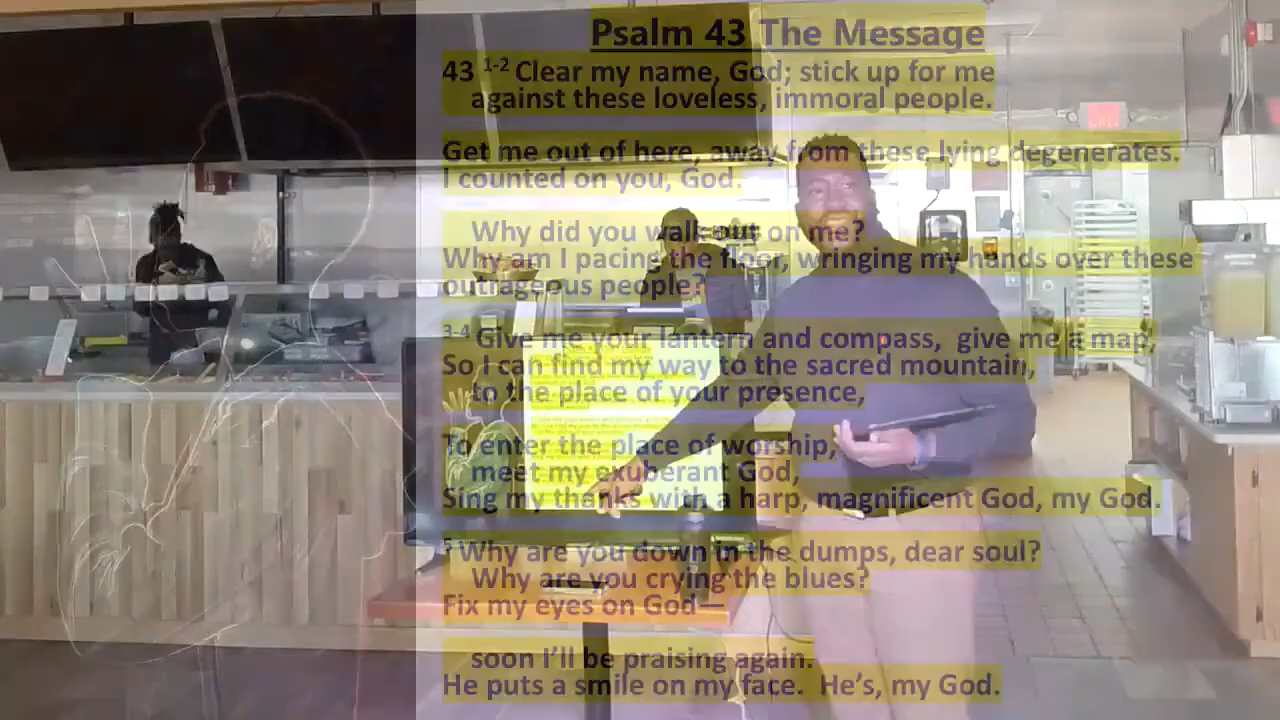 Psalm 43 The Message
43 1-2 Clear my name, God; stick up for me
against these loveless, immoral people.
Get me out of here, away from these lying degenerates.
I counted on you, God.
Why did you walk out on me?
Why am I pacing the floor, wringing my hands over these
outrageous people?
3-4 Give me your lantern and compass, give me a map,
So I can find my way to the sacred mountain,
to the place of your presence,
To enter the place of worship,
meet my exuberant God,
Sing my thanks with a harp, magnificent God, my God.
5 Why are you down in the dumps, dear soul?
Why are you crying the blues?
Fix my eyes on God—
soon I'll be praising again.
He puts a smile on my face. He's, my God.